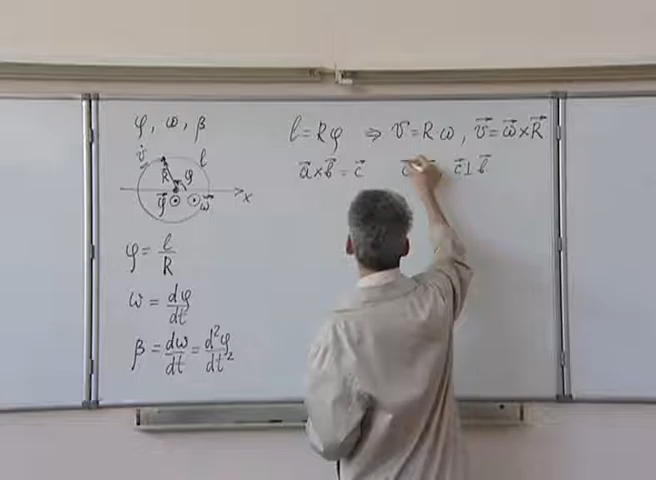 φ, ω, β
l = Rφ ⇒ v = Rω, v⃗ = ω⃗ × R⃗
a⃗ × b⃗ = c⃗ c⃗ ⊥ b⃗
v⃗ R φ l
φ⃗ ω⃗ x
φ = l/R
ω = dφ/dt
β = dω/dt = d²φ/dt²